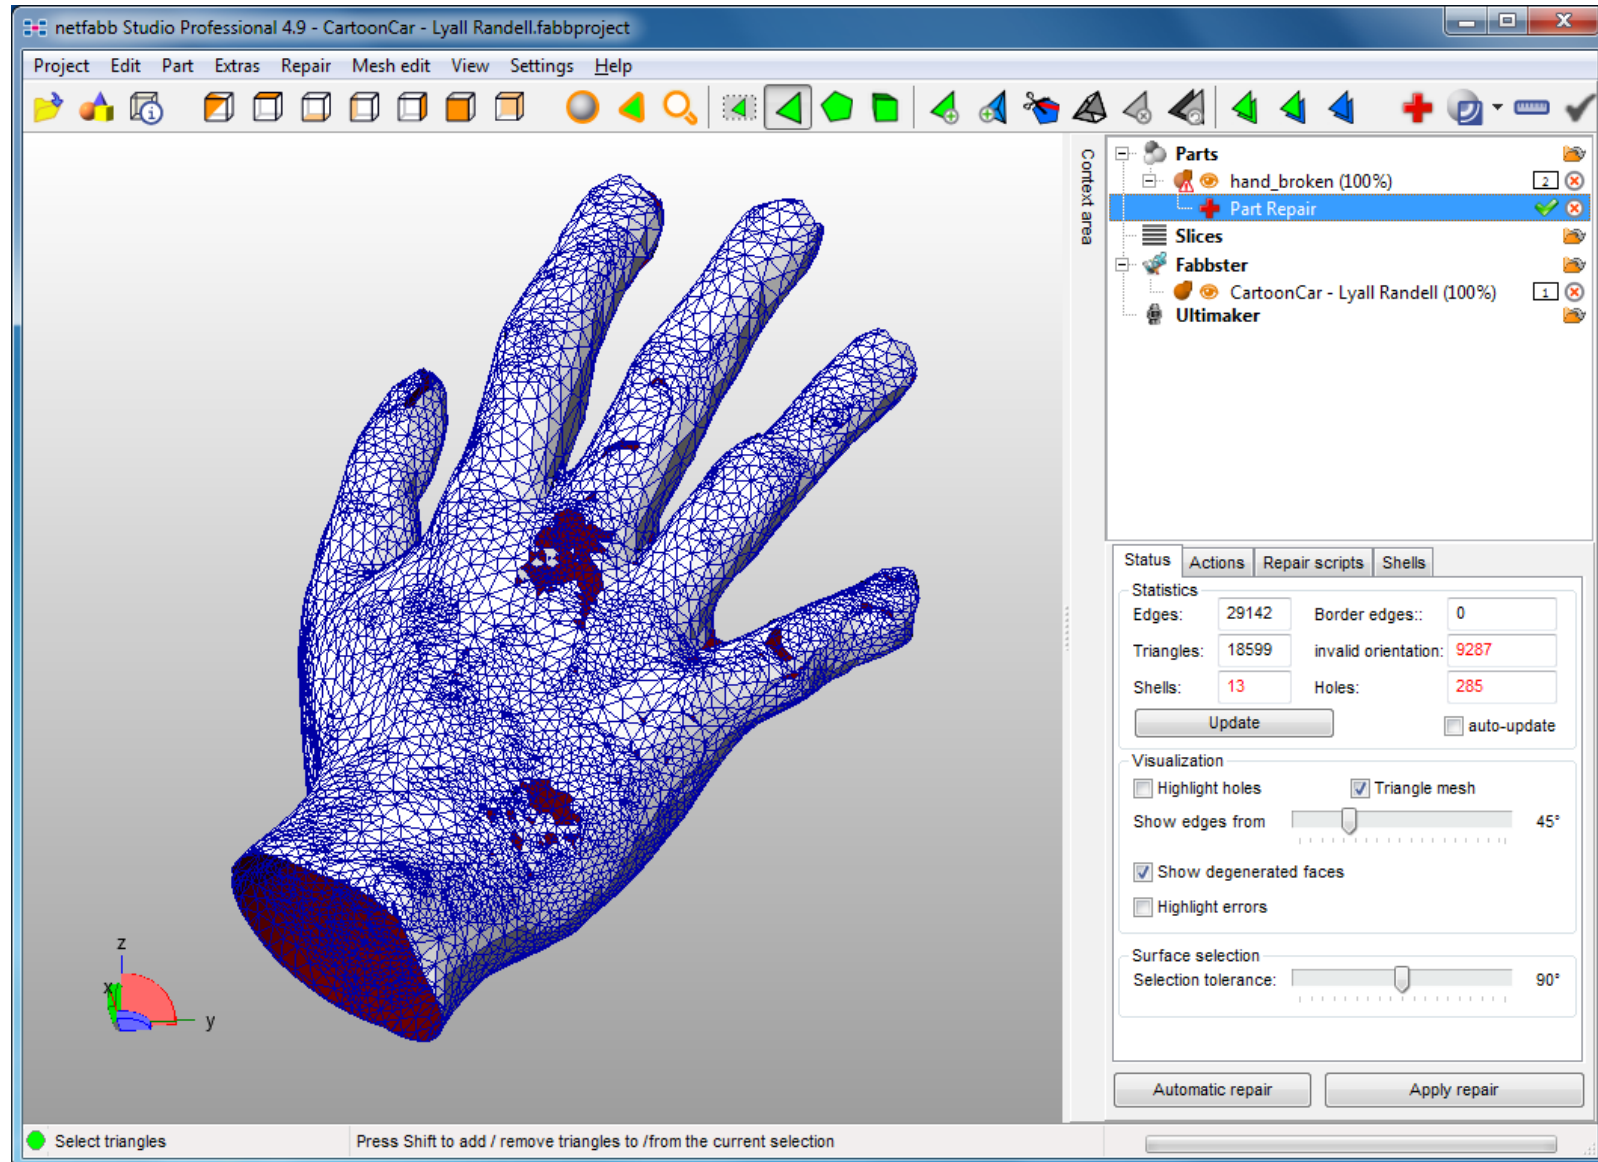 netfabb Studio Professional 4.9 - CartoonCar - Lyall Randell.fabbproject
Project Edit Part Extras Repair Mesh edit View Settings Help
Context area
Parts
hand_broken (100%) 2
Part Repair
Slices
Fabbster
CartoonCar - Lyall Randell (100%) 1
Ultimaker
Status Actions Repair scripts Shells
Statistics
Edges: 29142 Border edges:: 0
Triangles: 18599 invalid orientation: 9287
Shells: 13 Holes: 285
Update auto-update
Visualization
Highlight holes Triangle mesh
Show edges from 45°
Show degenerated faces
Highlight errors
Surface selection
Selection tolerance: 90°
Automatic repair Apply repair
z
x
y
Select triangles Press Shift to add / remove triangles to /from the current selection